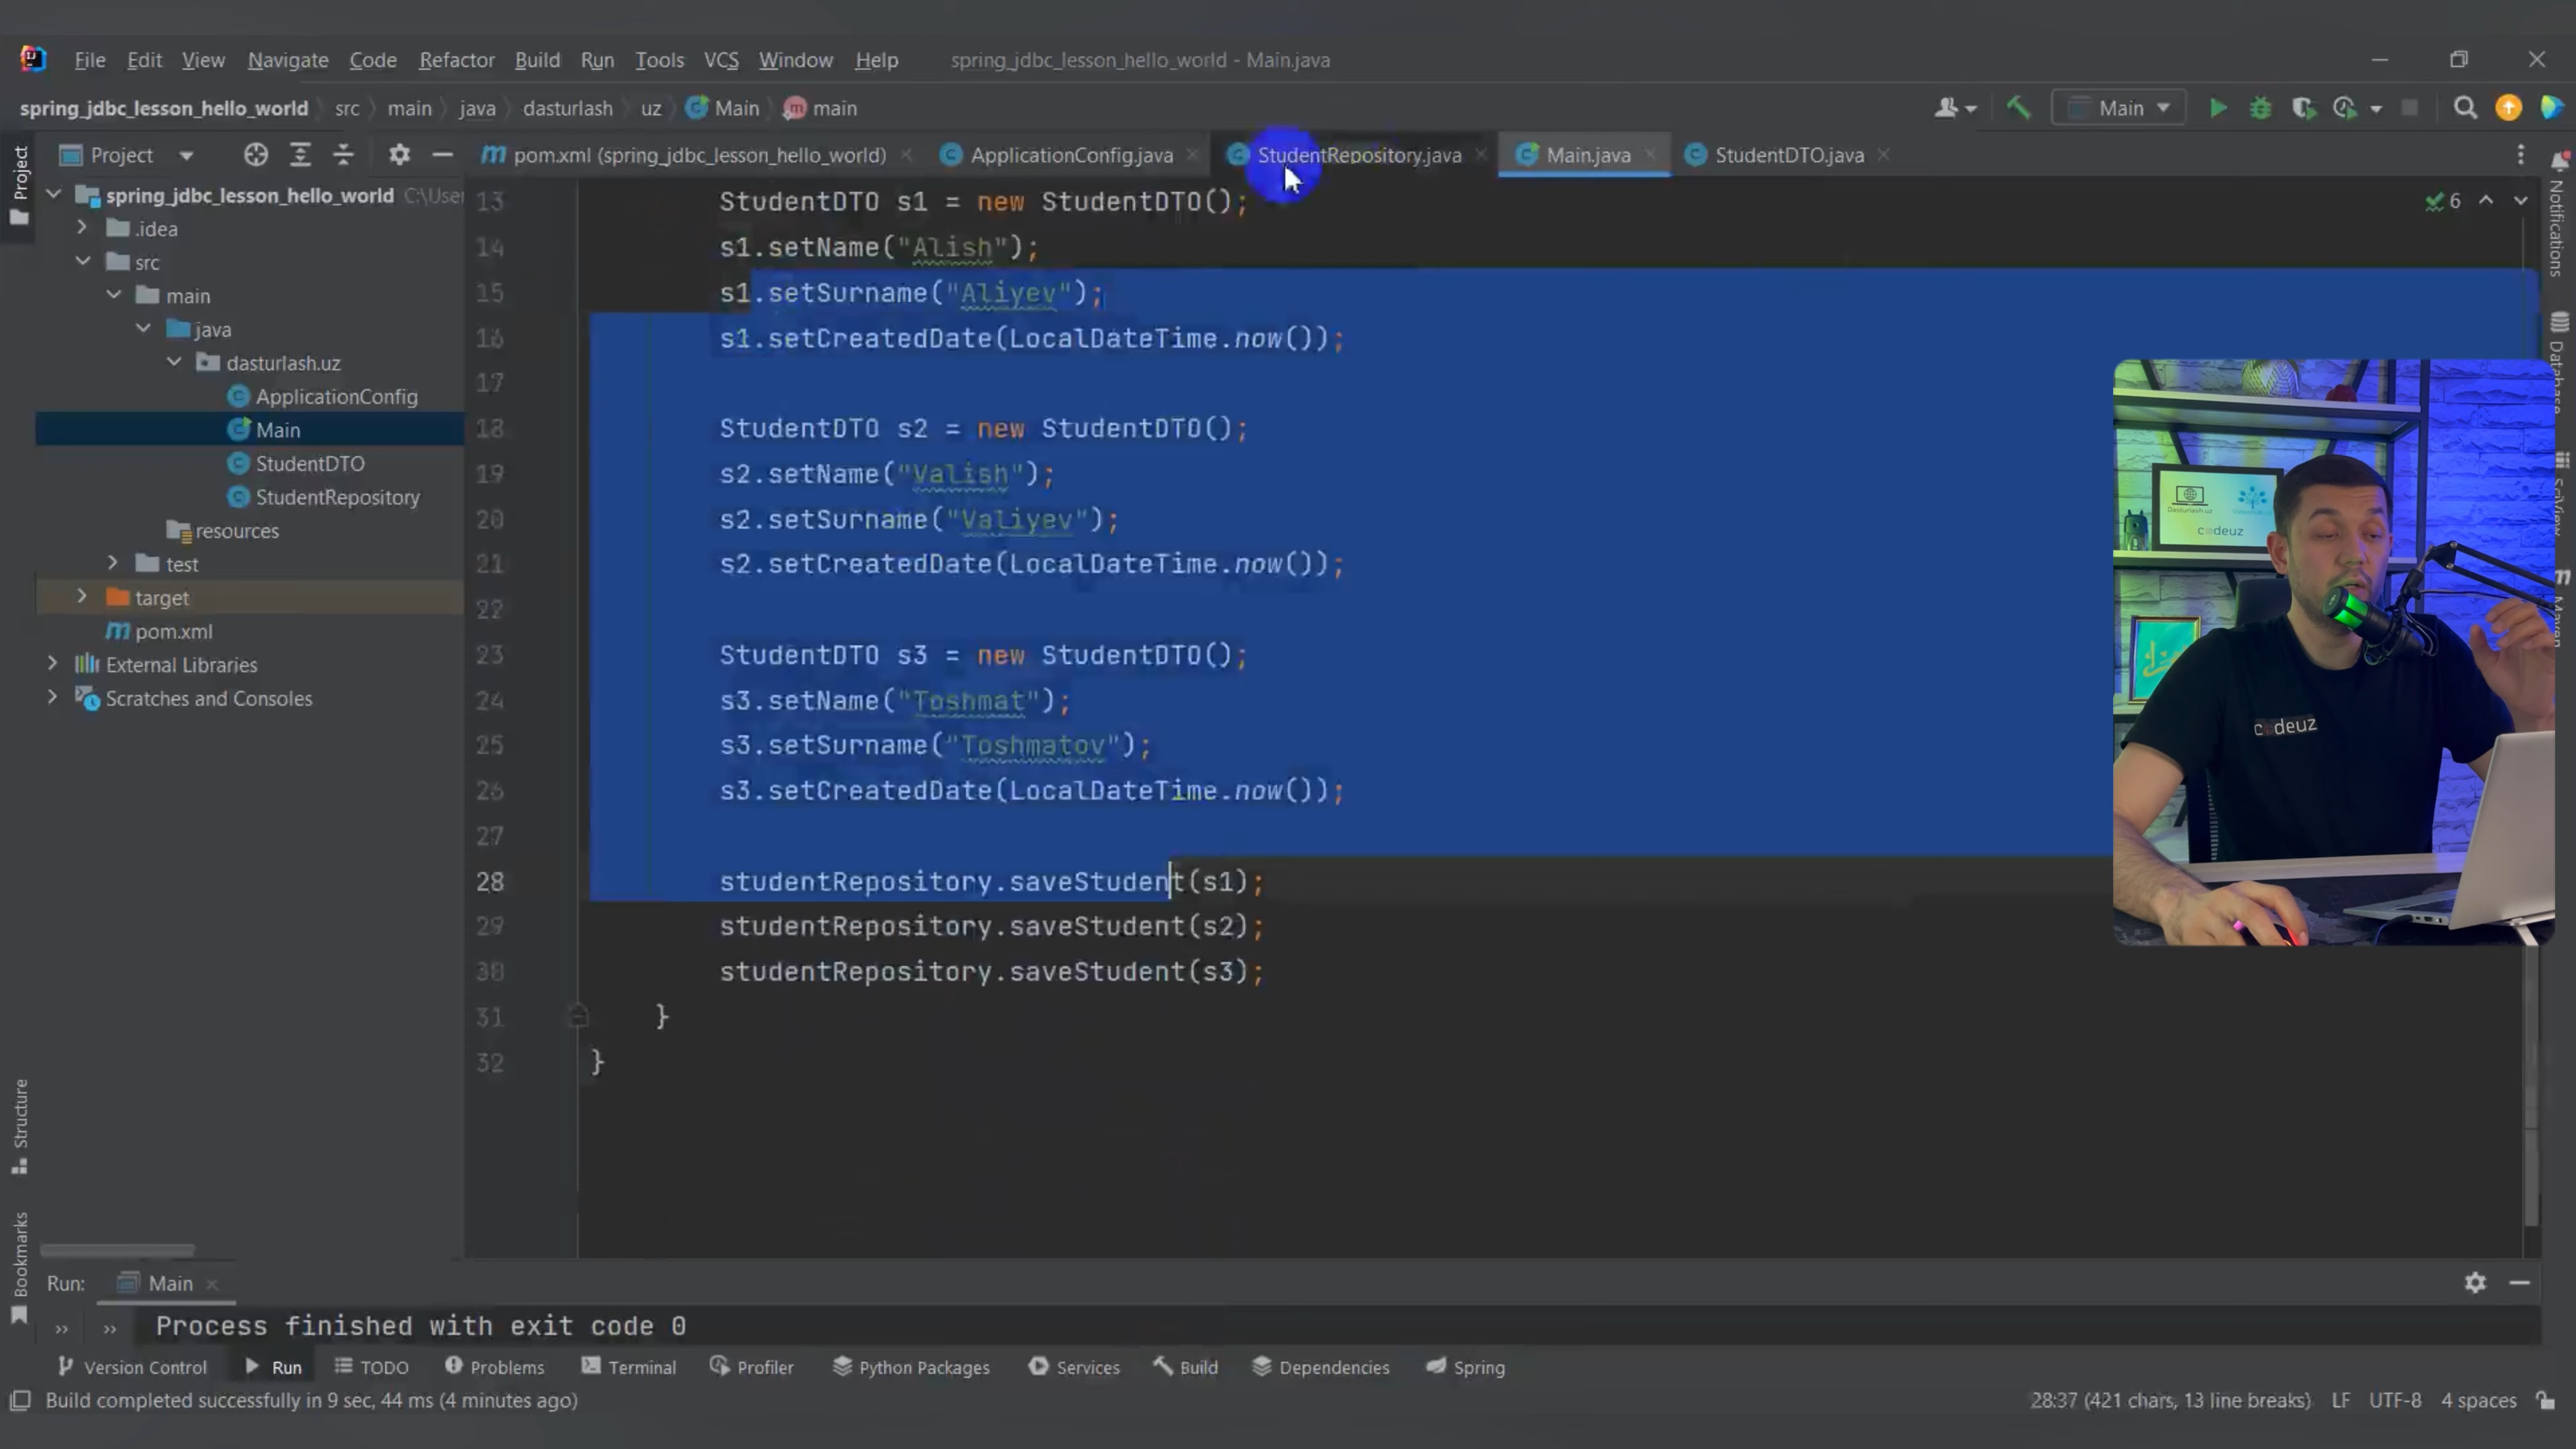 File Edit View Navigate Code Refactor Build Run Tools VCS Window Help spring_jdbc_lesson_hello_world - Main.java
spring_jdbc_lesson_hello_world src main java dasturlash uz Main main Main
Project pom.xml (spring_jdbc_lesson_hello_world) ApplicationConfig.java StudentRepository.java Main.java StudentDTO.java
Project
spring_jdbc_lesson_hello_world C:\User
.idea
src
main
java
dasturlash.uz
ApplicationConfig
Main
StudentDTO
StudentRepository
resources
test
target
pom.xml
External Libraries
Scratches and Consoles
Structure
Bookmarks
13 StudentDTO s1 = new StudentDTO();
14 s1.setName("Alish");
15 s1.setSurname("Aliyev");
16 s1.setCreatedDate(LocalDateTime.now());
17
18 StudentDTO s2 = new StudentDTO();
19 s2.setName("Valish");
20 s2.setSurname("Valiyev");
21 s2.setCreatedDate(LocalDateTime.now());
22
23 StudentDTO s3 = new StudentDTO();
24 s3.setName("Toshmat");
25 s3.setSurname("Toshmatov");
26 s3.setCreatedDate(LocalDateTime.now());
27
28 studentRepository.saveStudent(s1);
29 studentRepository.saveStudent(s2);
30 studentRepository.saveStudent(s3);
31 }
32 }
6
Notifications
Database
SciView
Maven
Dasturlash.uz
codeuz
codeuz
Run: Main
Process finished with exit code 0
Version Control Run TODO Problems Terminal Profiler Python Packages Services Build Dependencies Spring
Build completed successfully in 9 sec, 44 ms (4 minutes ago) 28:37 (421 chars, 13 line breaks) LF UTF-8 4 spaces